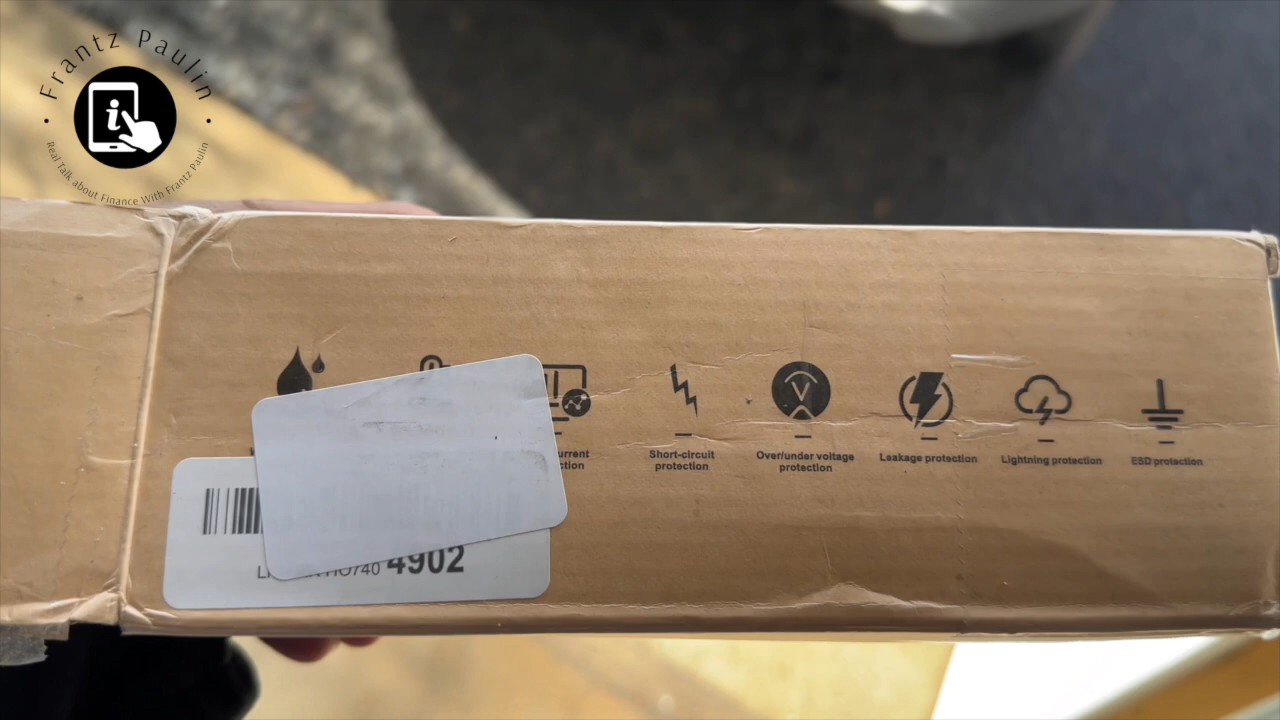 Frantz Paulin
i
Real Talk about Finance With Frantz Paulin
Short-circuit
protection
Over/under voltage
protection
V
Leakage protection
Lightning protection
ESD protection
4902